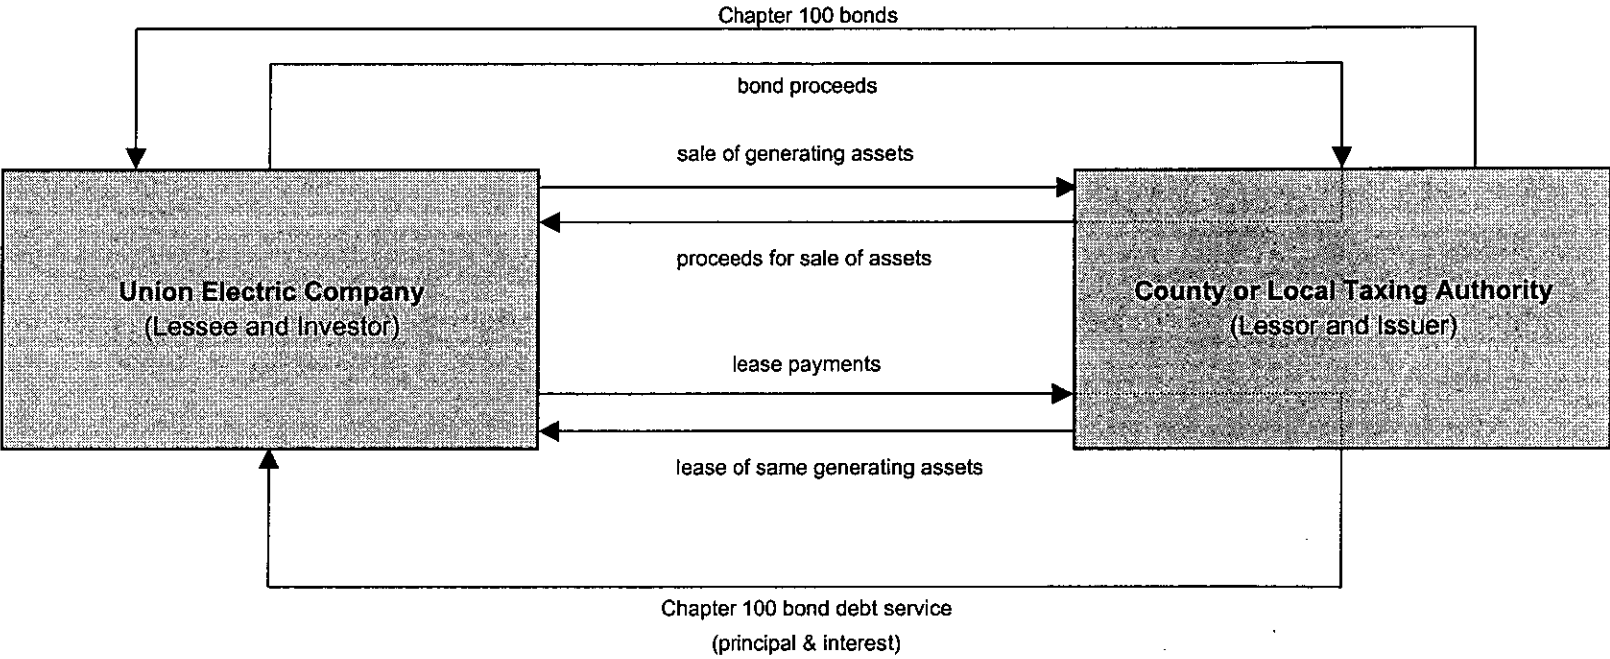 Chapter 100 bonds
bond proceeds
sale of generating assets
proceeds for sale of assets
Union Electric Company
(Lessee and Investor)
County or Local Taxing Authority
(Lessor and Issuer)
lease payments
lease of same generating assets
Chapter 100 bond debt service
(principal & interest)